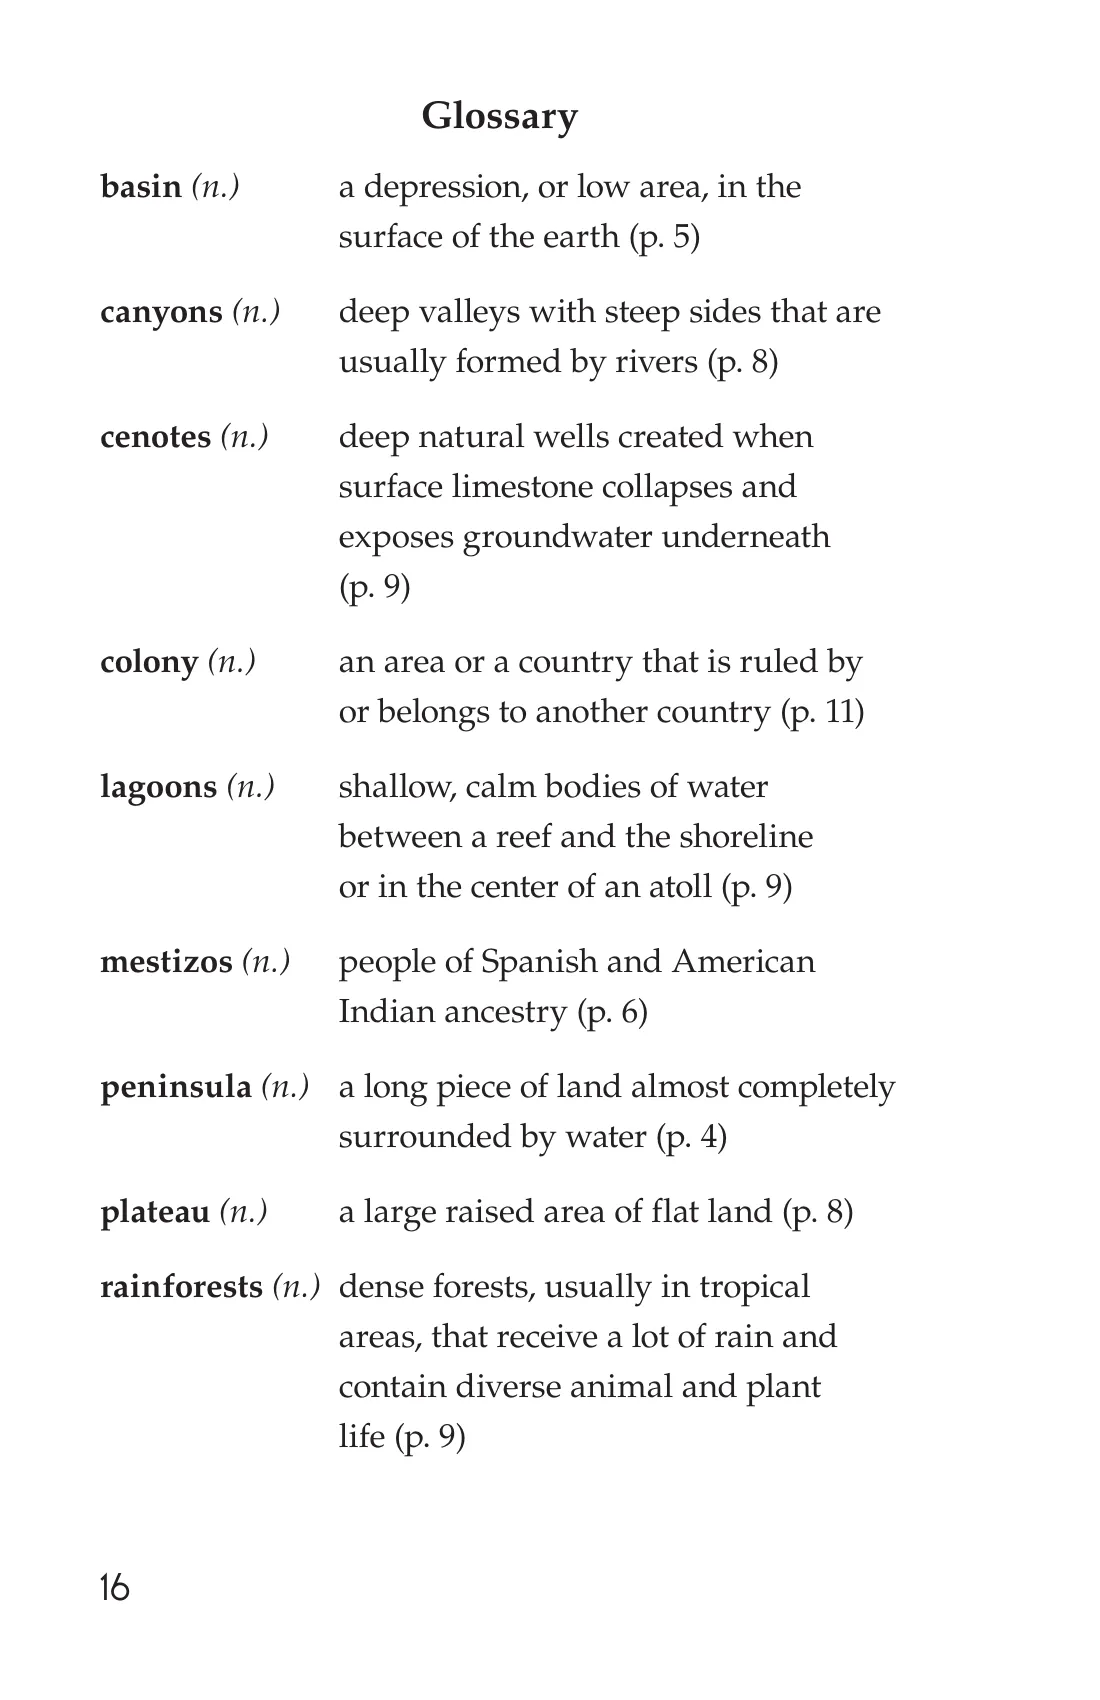 Glossary
basin (n.) a depression, or low area, in the
surface of the earth (p. 5)
canyons (n.) deep valleys with steep sides that are
usually formed by rivers (p. 8)
cenotes (n.) deep natural wells created when
surface limestone collapses and
exposes groundwater underneath
(p. 9)
colony (n.) an area or a country that is ruled by
or belongs to another country (p. 11)
lagoons (n.) shallow, calm bodies of water
between a reef and the shoreline
or in the center of an atoll (p. 9)
mestizos (n.) people of Spanish and American
Indian ancestry (p. 6)
peninsula (n.) a long piece of land almost completely
surrounded by water (p. 4)
plateau (n.) a large raised area of flat land (p. 8)
rainforests (n.) dense forests, usually in tropical
areas, that receive a lot of rain and
contain diverse animal and plant
life (p. 9)
16